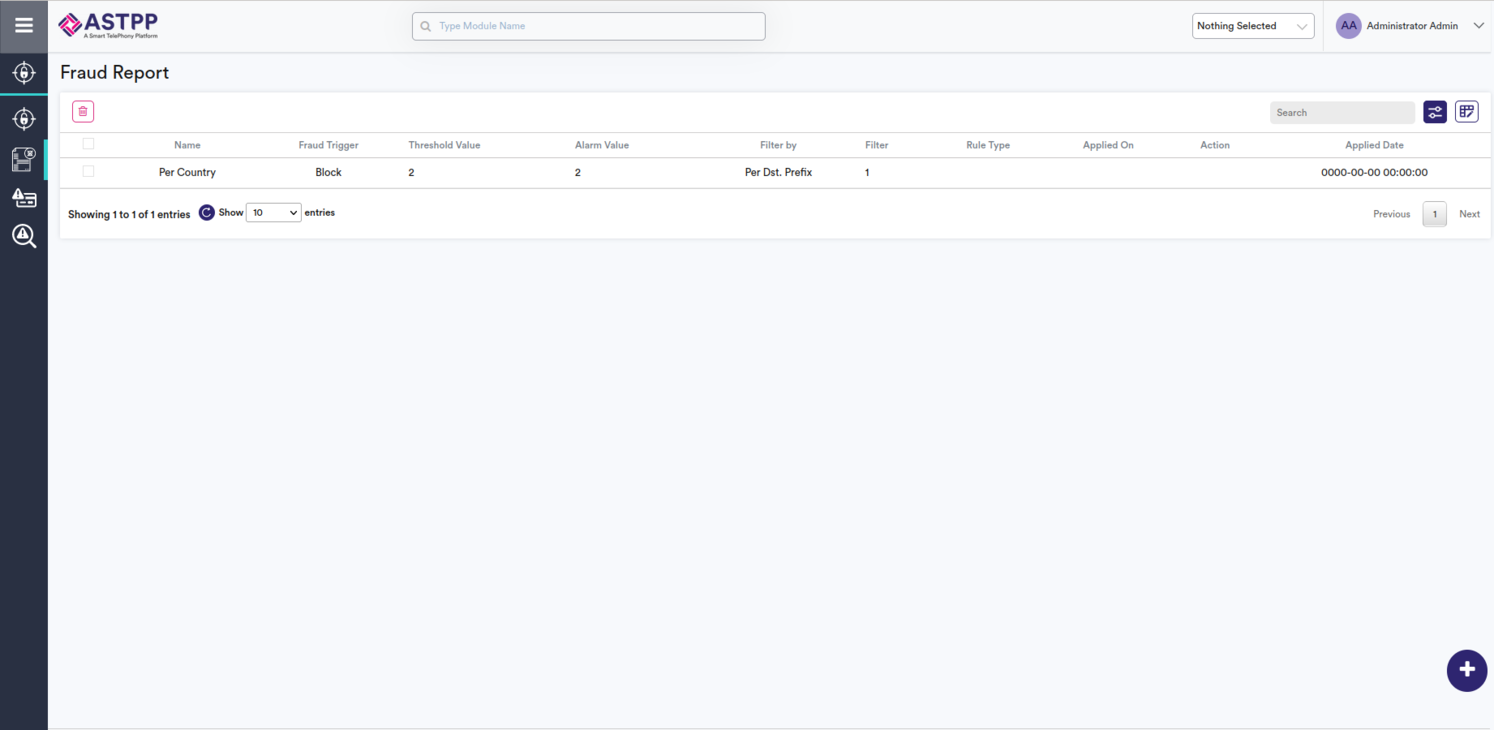 ASTPP
A Smart TelePhony Platform
Type Module Name
Nothing Selected
AA
Administrator Admin
Fraud Report
Search
Name Fraud Trigger Threshold Value Alarm Value Filter by Filter Rule Type Applied On Action Applied Date
Per Country Block 2 2 Per Dst. Prefix 1 0000-00-00 00:00:00
Showing 1 to 1 of 1 entries Show 10 entries
Previous 1 Next